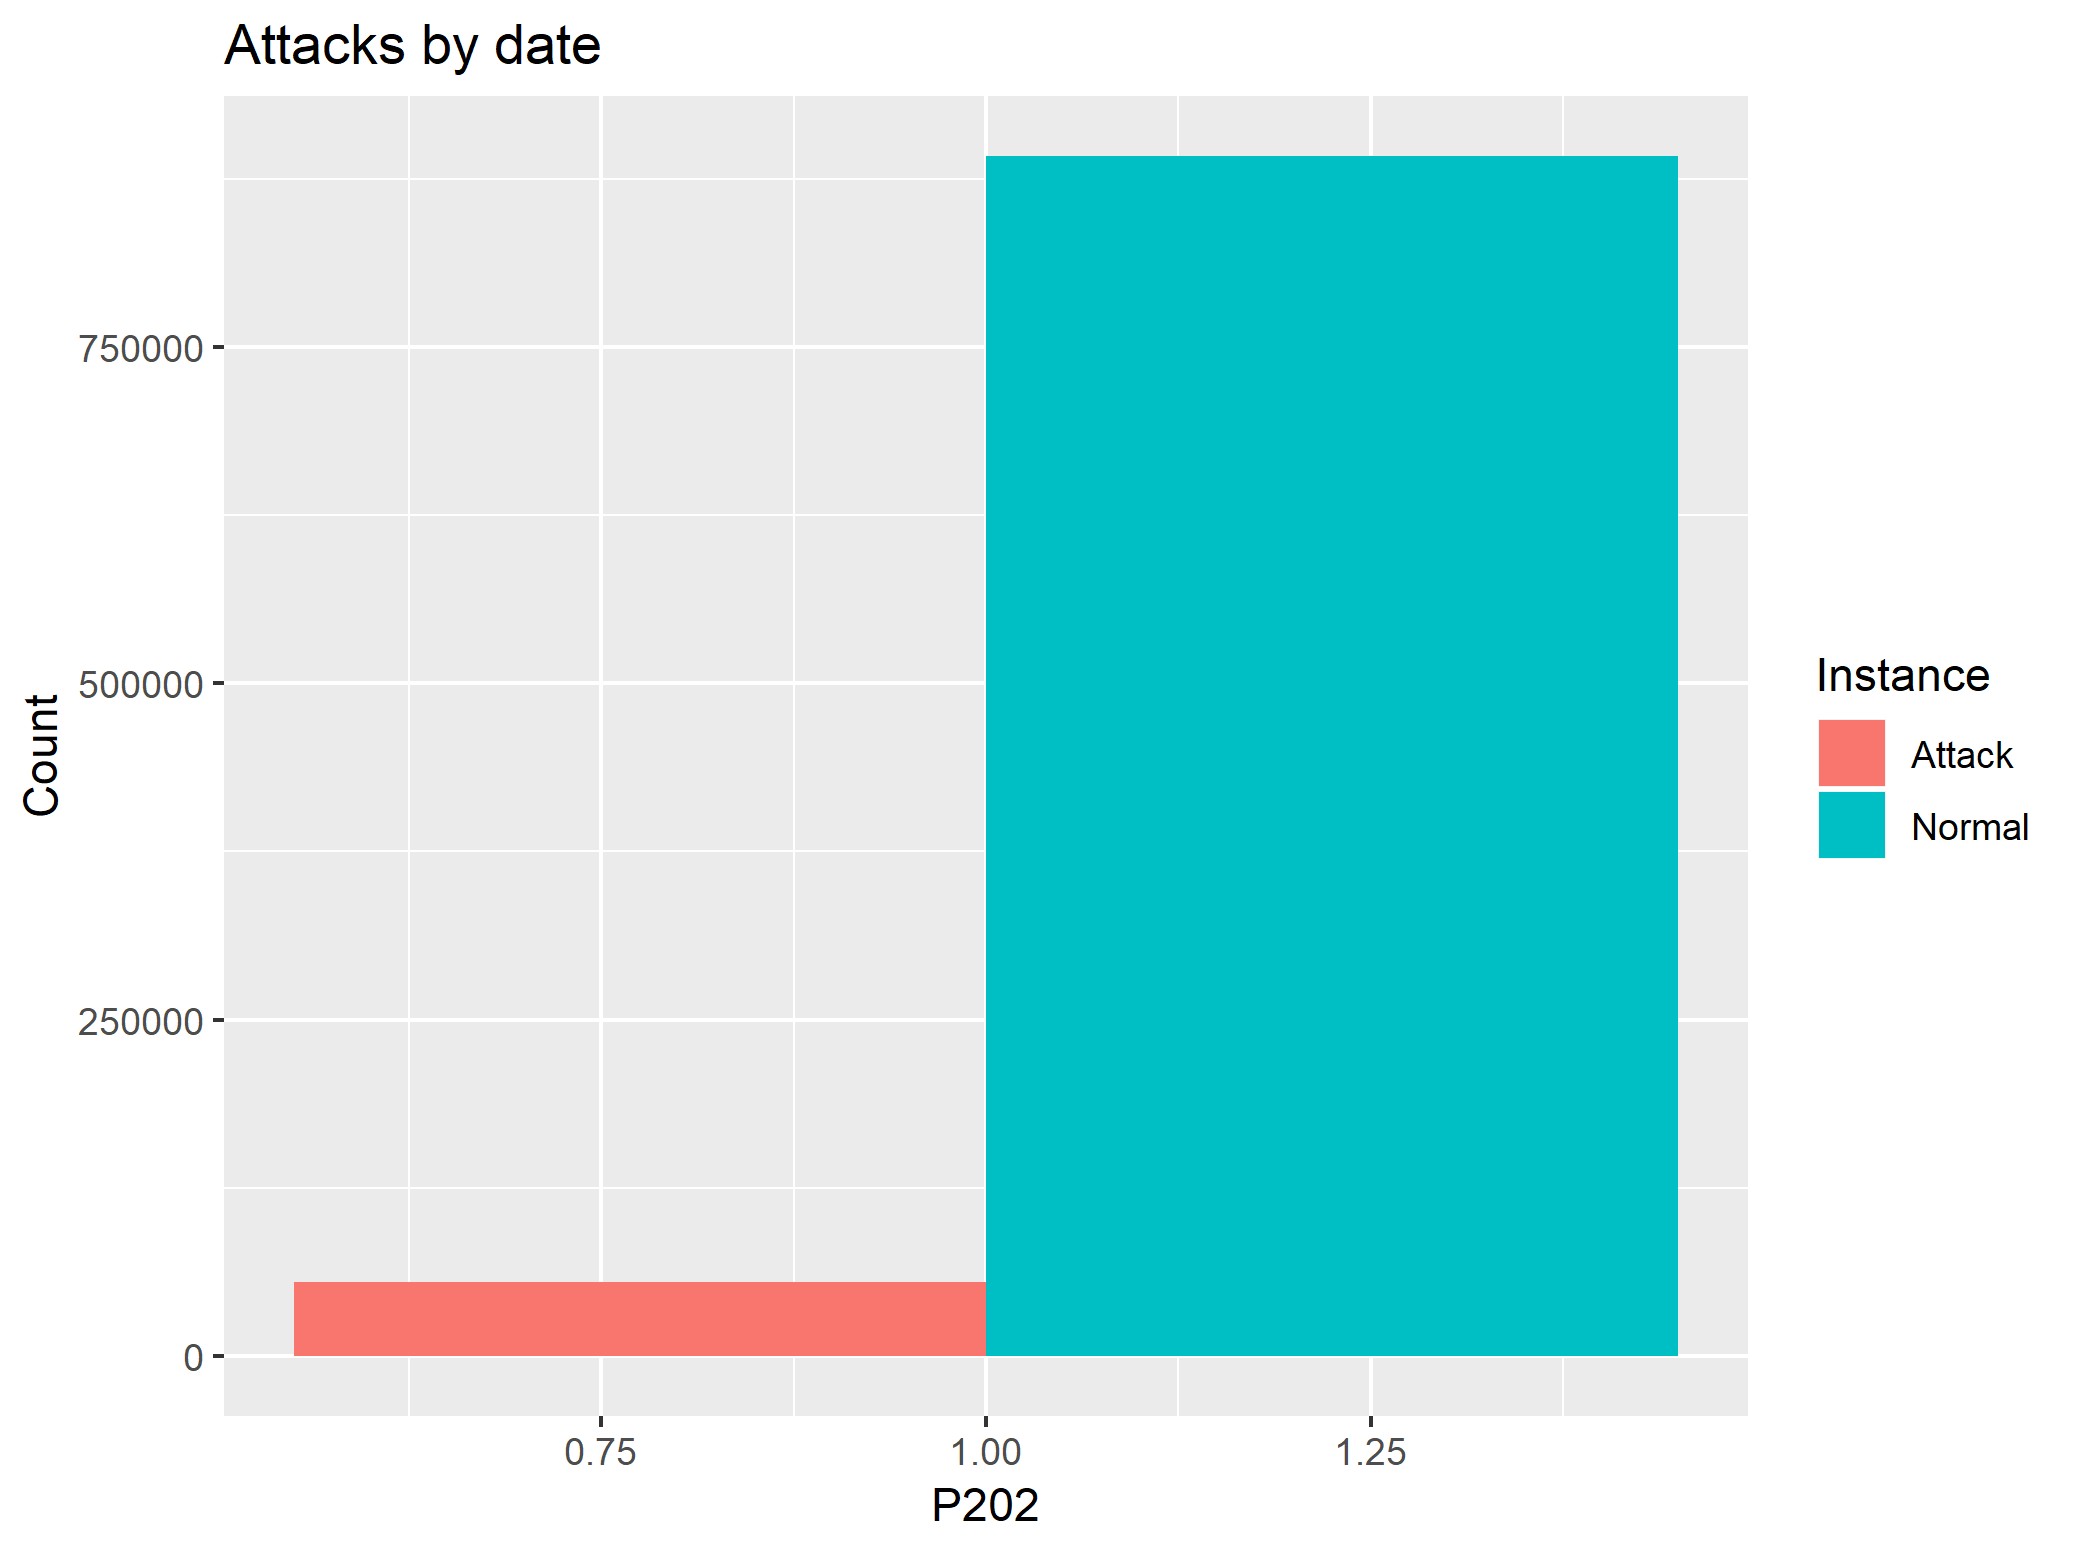 Attacks by date
Count
750000
500000
250000
0
0.75 1.00 1.25
P202
Instance
Attack
Normal